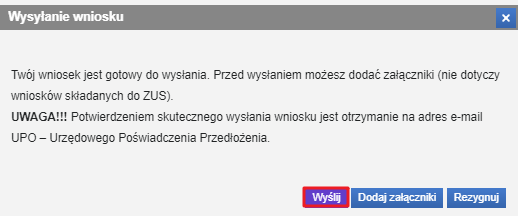 Wysyłanie wniosku
Twój wniosek jest gotowy do wysłania. Przed wysłaniem możesz dodać załączniki (nie dotyczy
wniosków składanych do ZUS).
UWAGA!!! Potwierdzeniem skutecznego wysłania wniosku jest otrzymanie na adres e-mail
UPO – Urzędowego Poświadczenia Przedłożenia.
Wyślij Dodaj załączniki Rezygnuj